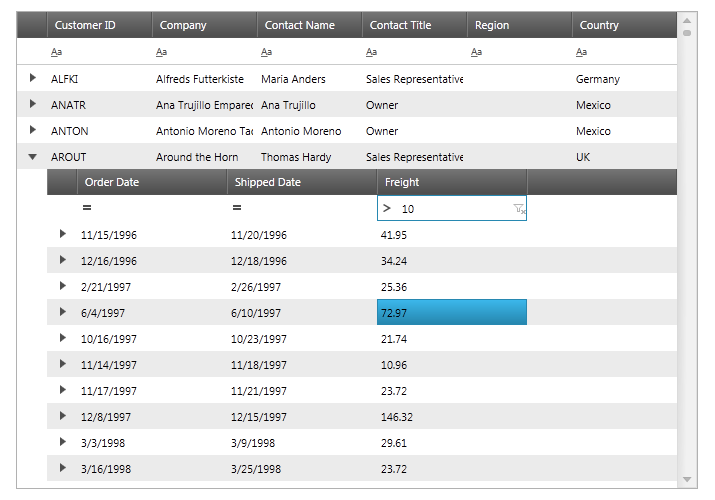 Customer ID Company Contact Name Contact Title Region Country
Aa Aa Aa Aa Aa Aa
ALFKI Alfreds Futterkiste Maria Anders Sales Representative Germany
ANATR Ana Trujillo Empared Ana Trujillo Owner Mexico
ANTON Antonio Moreno Tac Antonio Moreno Owner Mexico
AROUT Around the Horn Thomas Hardy Sales Representative UK
Order Date Shipped Date Freight
= = > 10
11/15/1996 11/20/1996 41.95
12/16/1996 12/18/1996 34.24
2/21/1997 2/26/1997 25.36
6/4/1997 6/10/1997 72.97
10/16/1997 10/23/1997 21.74
11/14/1997 11/18/1997 10.96
11/17/1997 11/21/1997 23.72
12/8/1997 12/15/1997 146.32
3/3/1998 3/9/1998 29.61
3/16/1998 3/25/1998 23.72